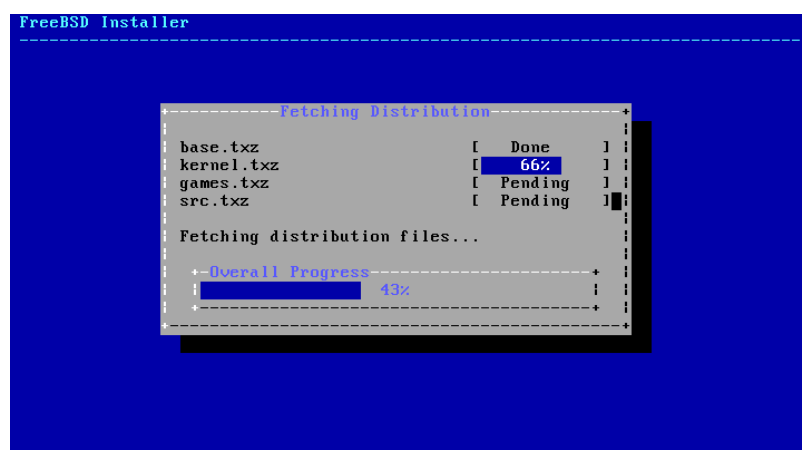 FreeBSD Installer
Fetching Distribution
base.txz [ Done ]
kernel.txz [ 66% ]
games.txz [ Pending ]
src.txz [ Pending ]
Fetching distribution files...
Overall Progress
43%